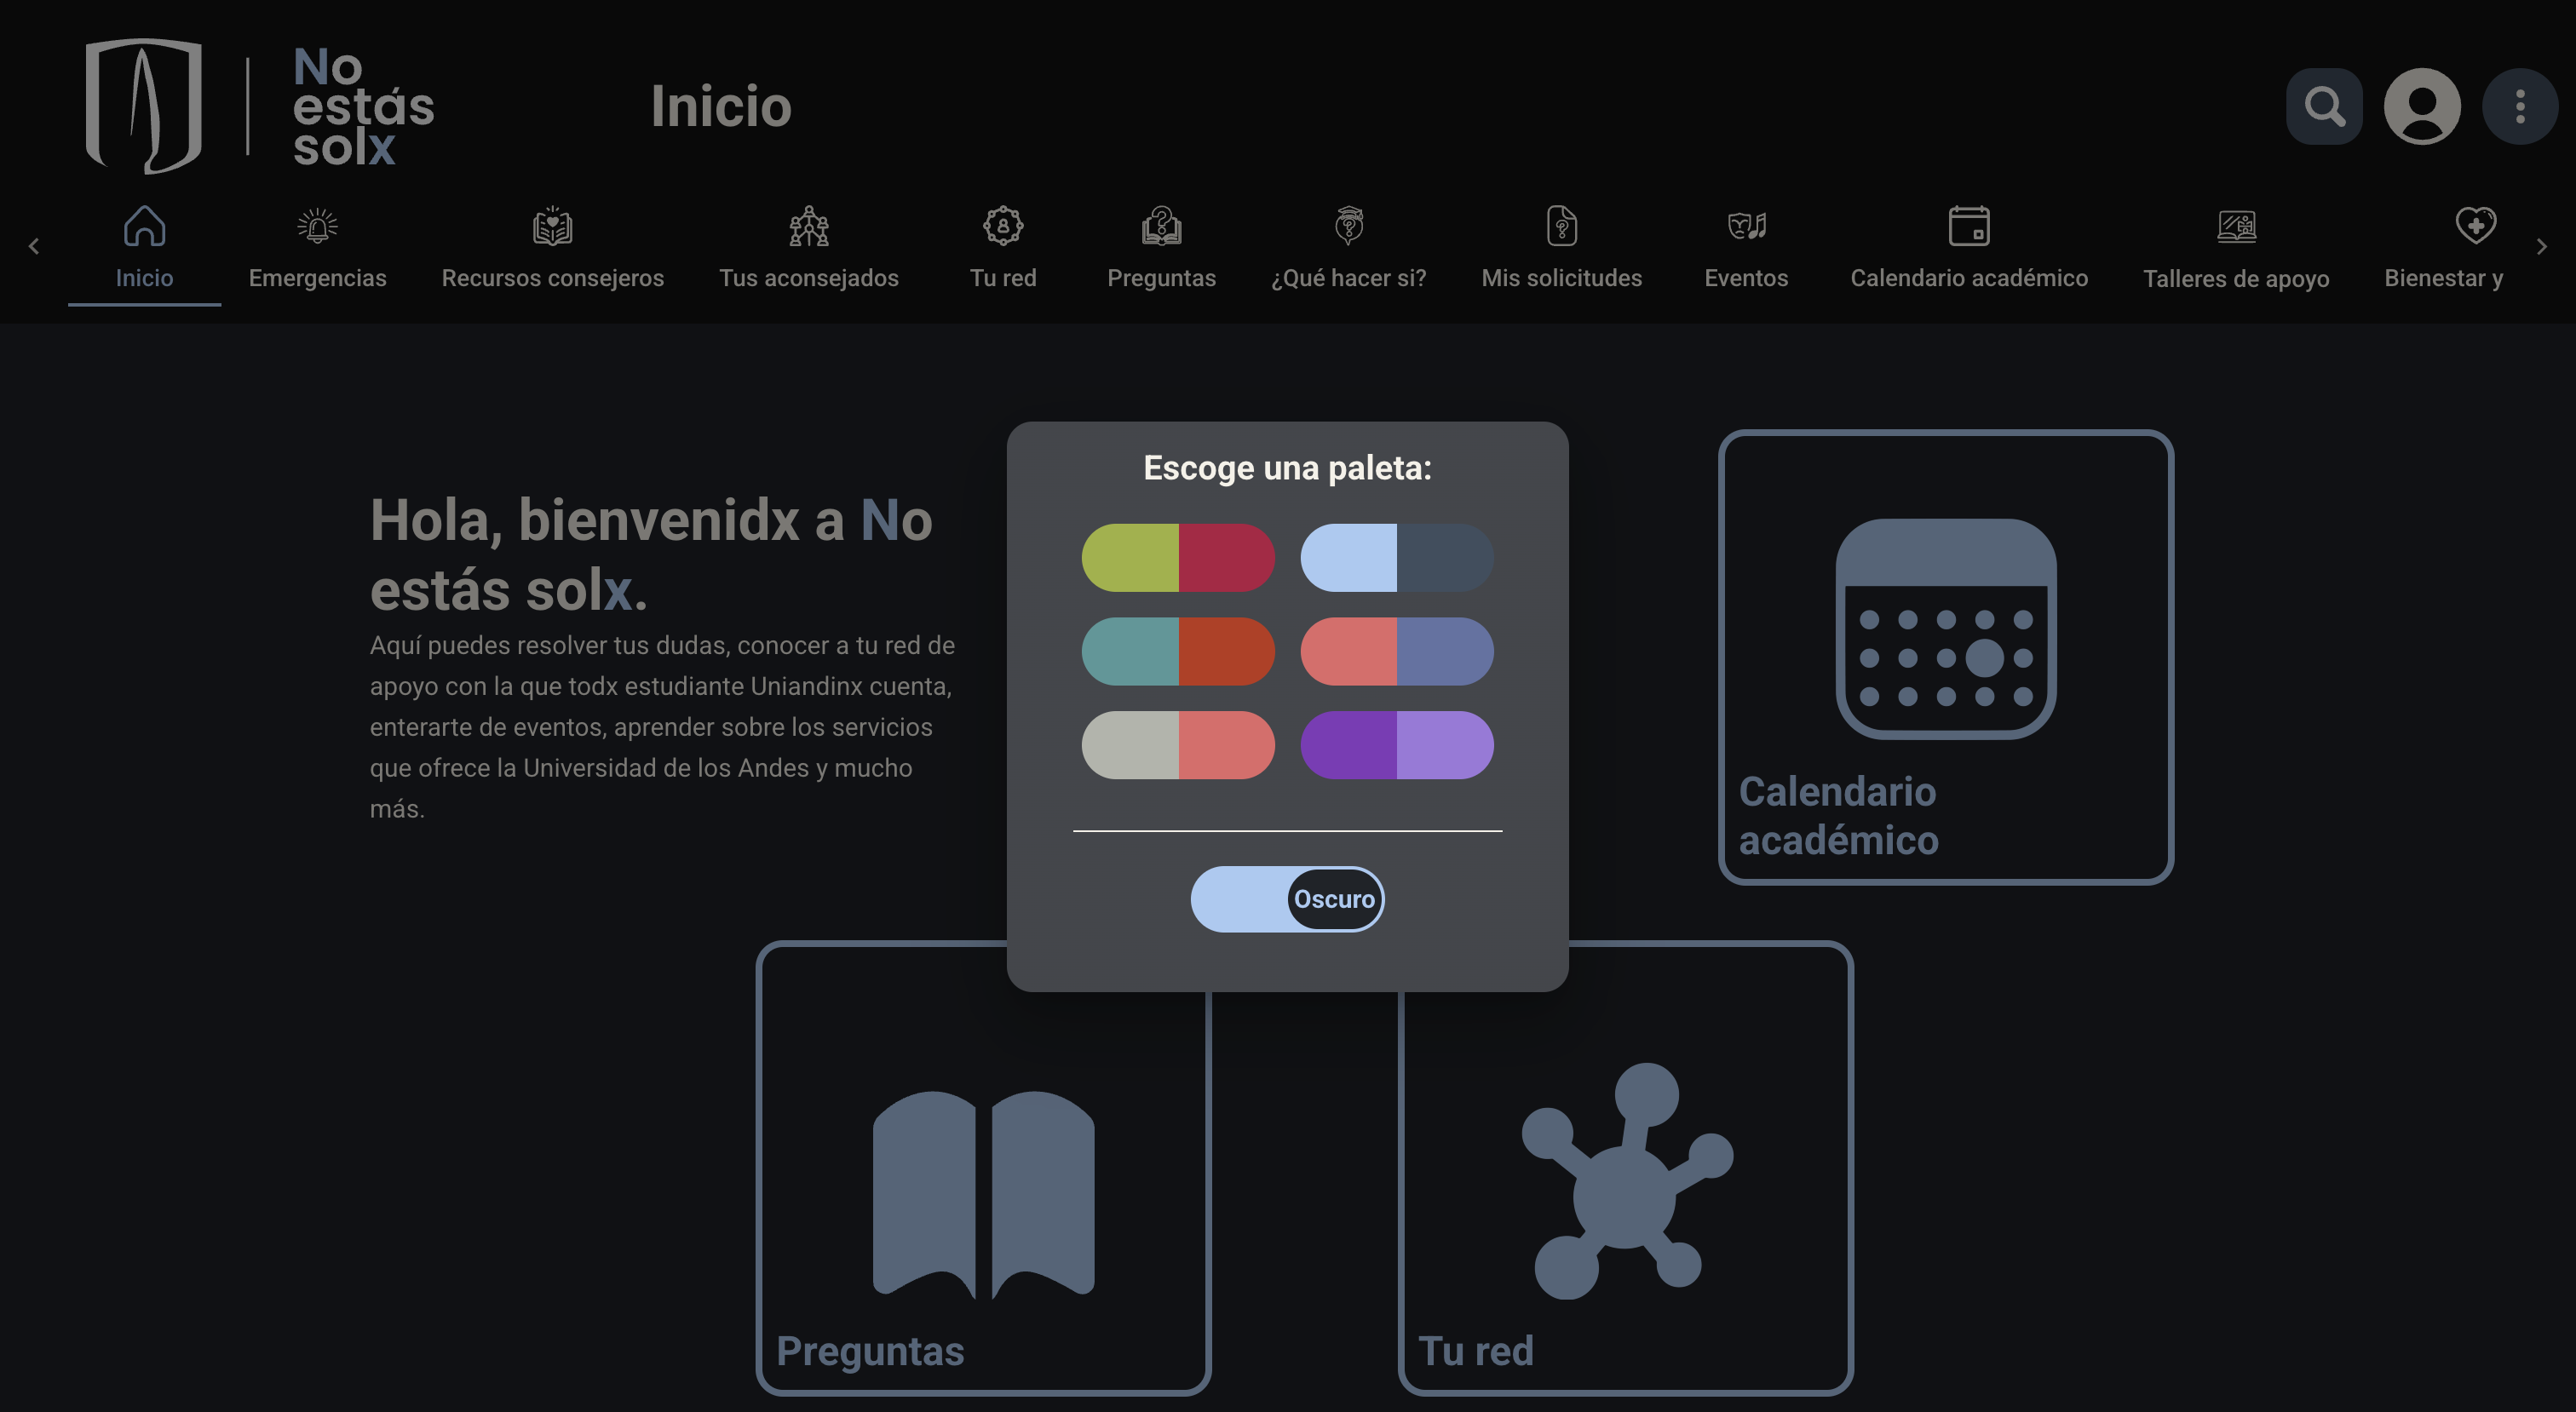 No
estás
solx
Inicio
Inicio
Emergencias
Recursos consejeros
Tus aconsejados
Tu red
Preguntas
¿Qué hacer si?
Mis solicitudes
Eventos
Calendario académico
Talleres de apoyo
Bienestar y
Hola, bienvenidx a No
estás solx.
Aquí puedes resolver tus dudas, conocer a tu red de
apoyo con la que todx estudiante Uniandinx cuenta,
enterarte de eventos, aprender sobre los servicios
que ofrece la Universidad de los Andes y mucho
más.
Escoge una paleta:
Oscuro
Calendario
académico
Preguntas
Tu red